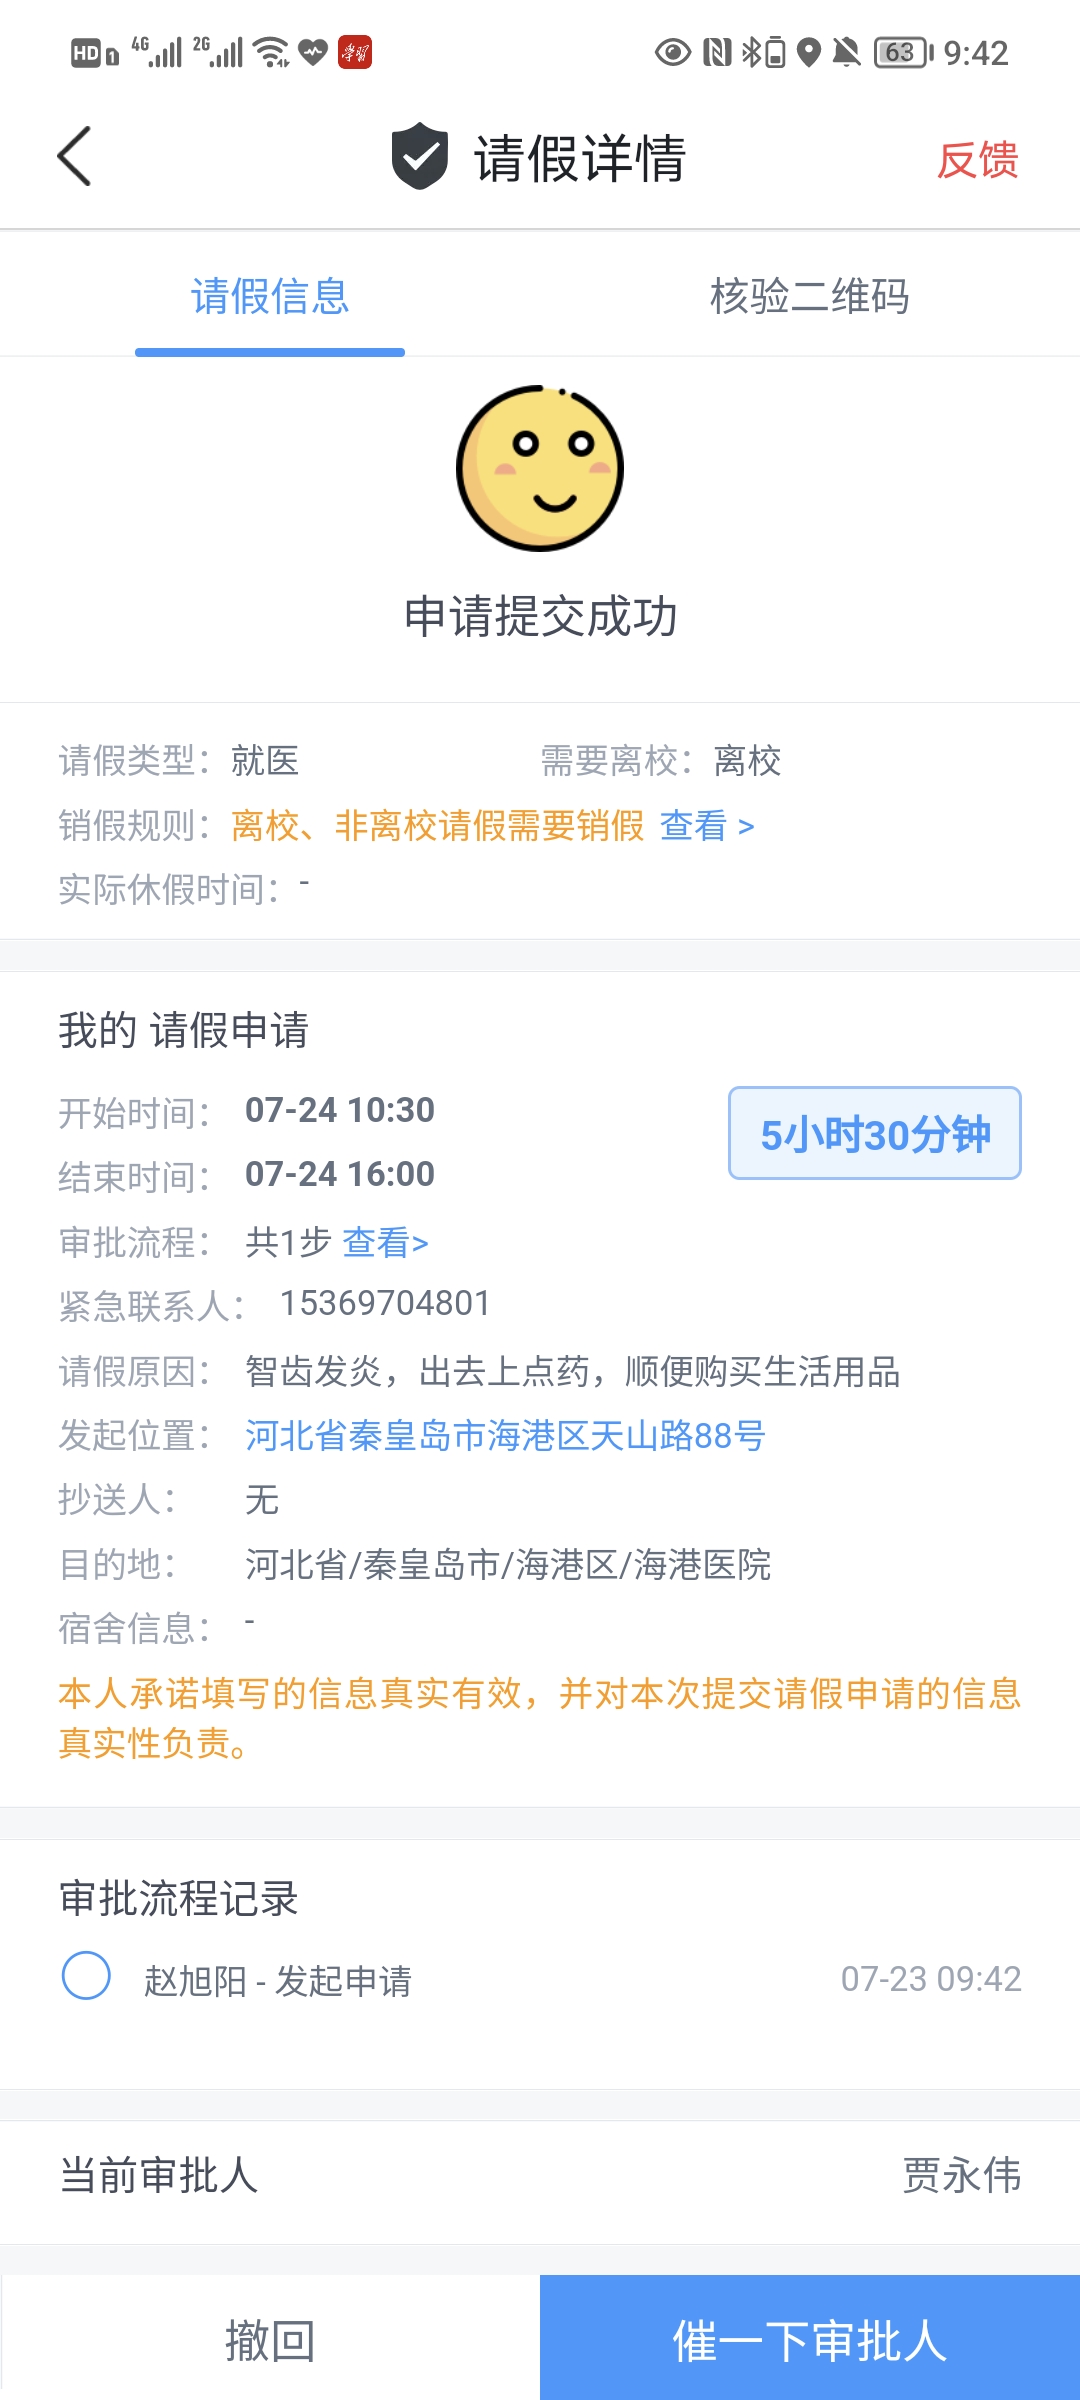 HD 1 4G 2G 学习 63 9:42
请假详情 反馈
请假信息 核验二维码
申请提交成功
请假类型：就医 需要离校：离校
销假规则：离校、非离校请假需要销假 查看 >
实际休假时间：-
我的 请假申请
开始时间： 07-24 10:30
5小时30分钟
结束时间： 07-24 16:00
审批流程： 共1步 查看>
紧急联系人： 15369704801
请假原因： 智齿发炎，出去上点药，顺便购买生活用品
发起位置： 河北省秦皇岛市海港区天山路88号
抄送人： 无
目的地： 河北省/秦皇岛市/海港区/海港医院
宿舍信息： -
本人承诺填写的信息真实有效，并对本次提交请假申请的信息
真实性负责。
审批流程记录
赵旭阳 - 发起申请 07-23 09:42
当前审批人 贾永伟
撤回 催一下审批人